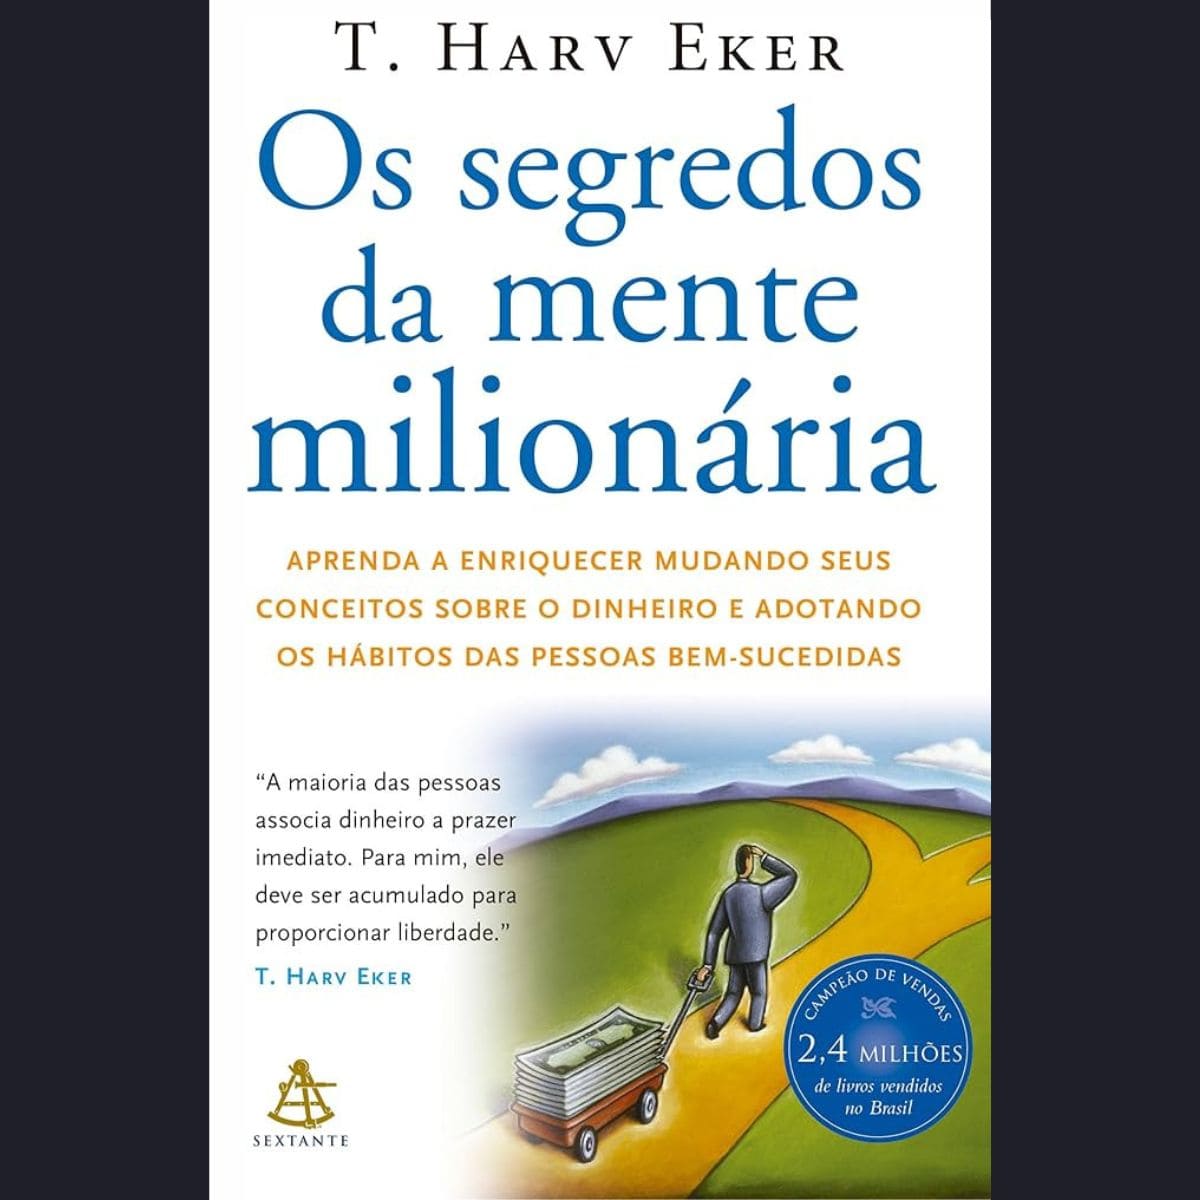 T. HARV EKER
Os segredos
da mente
milionária
APRENDA A ENRIQUECER MUDANDO SEUS
CONCEITOS SOBRE O DINHEIRO E ADOTANDO
OS HÁBITOS DAS PESSOAS BEM-SUCEDIDAS
“A maioria das pessoas
associa dinheiro a prazer
imediato. Para mim, ele
deve ser acumulado para
proporcionar liberdade.”
T. HARV EKER
CAMPEÃO DE VENDAS
2,4 MILHÕES
de livros vendidos
no Brasil
SEXTANTE